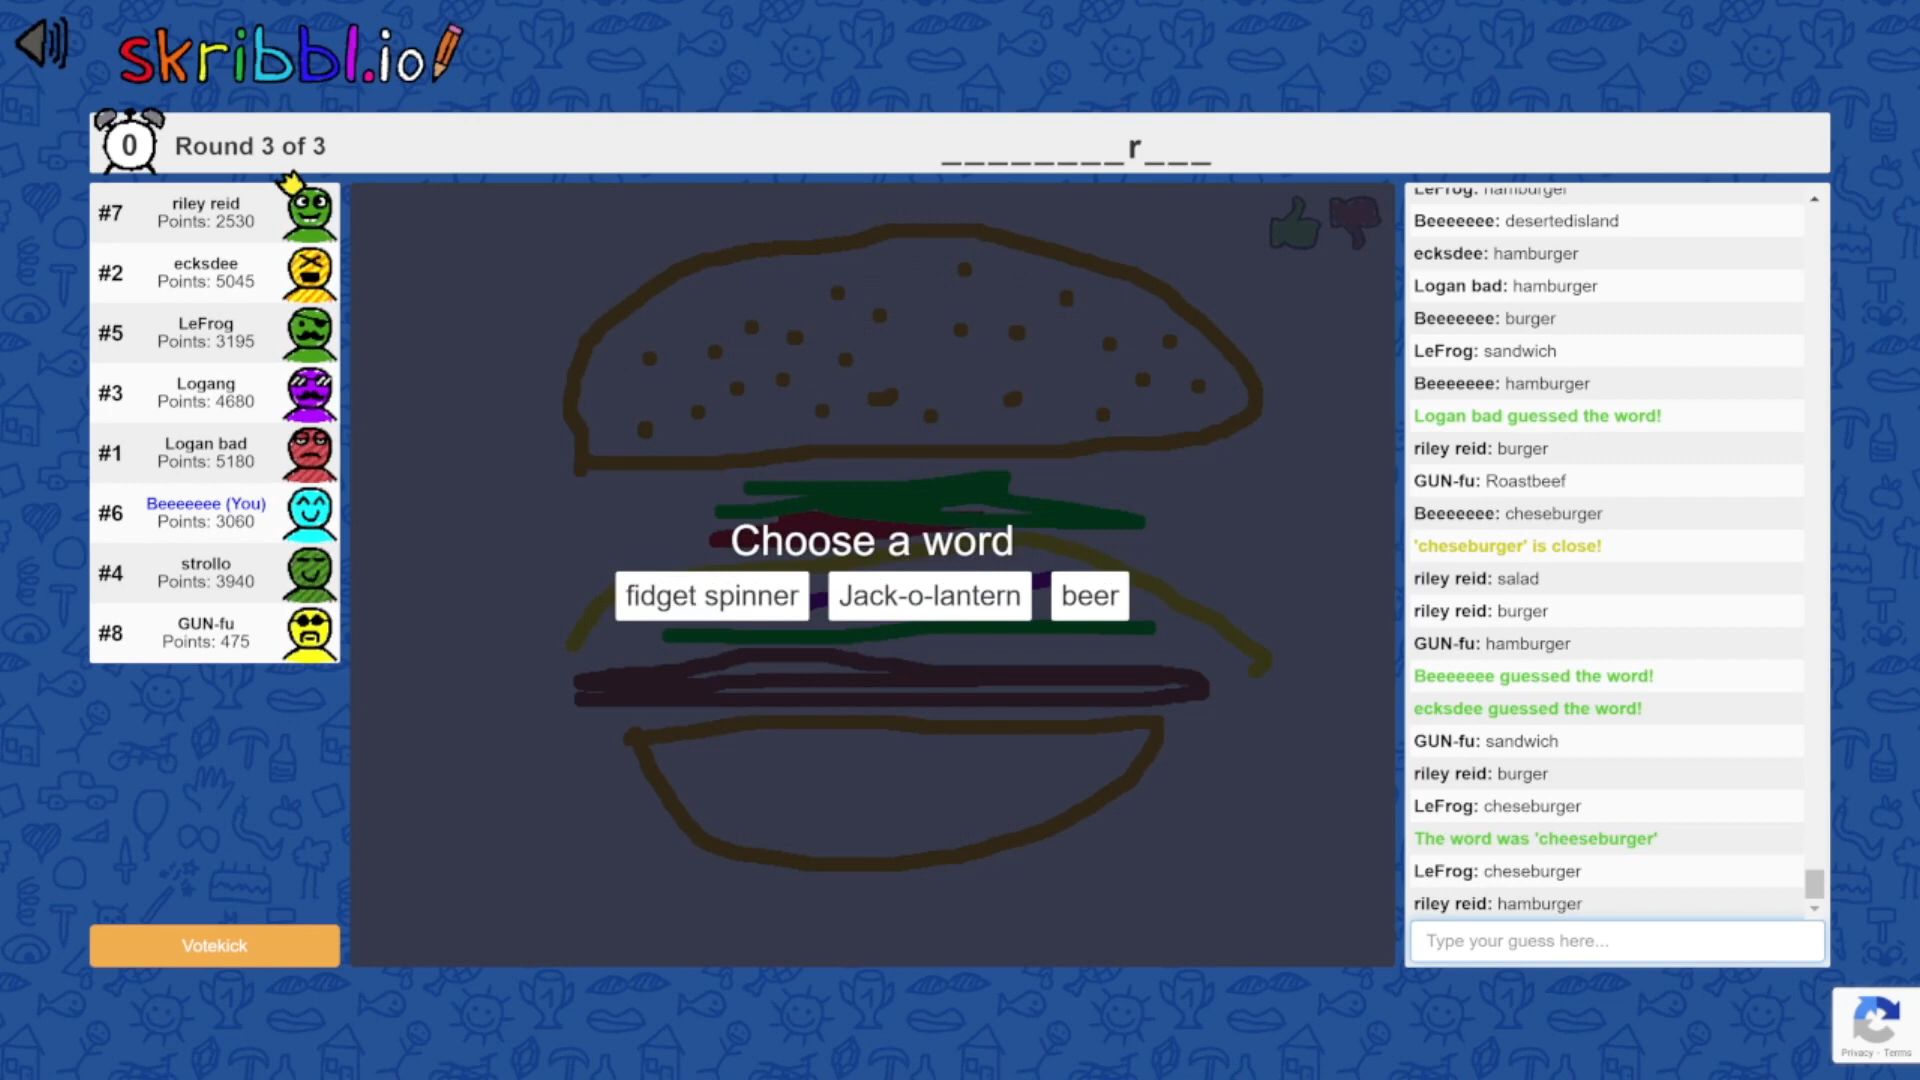 skribbl.io
0
Round 3 of 3
________r___
#7
riley reid
Points: 2530
#2
ecksdee
Points: 5045
#5
LeFrog
Points: 3195
#3
Logang
Points: 4680
#1
Logan bad
Points: 5180
#6
Beeeeeee (You)
Points: 3060
#4
strollo
Points: 3940
#8
GUN-fu
Points: 475
Votekick
Choose a word
fidget spinner
Jack-o-lantern
beer
LeFrog: hamburger
Beeeeeee: desertedisland
ecksdee: hamburger
Logan bad: hamburger
Beeeeeee: burger
LeFrog: sandwich
Beeeeeee: hamburger
Logan bad guessed the word!
riley reid: burger
GUN-fu: Roastbeef
Beeeeeee: cheseburger
'cheseburger' is close!
riley reid: salad
riley reid: burger
GUN-fu: hamburger
Beeeeeee guessed the word!
ecksdee guessed the word!
GUN-fu: sandwich
riley reid: burger
LeFrog: cheseburger
The word was 'cheeseburger'
LeFrog: cheseburger
riley reid: hamburger
Type your guess here...
Privacy - Terms